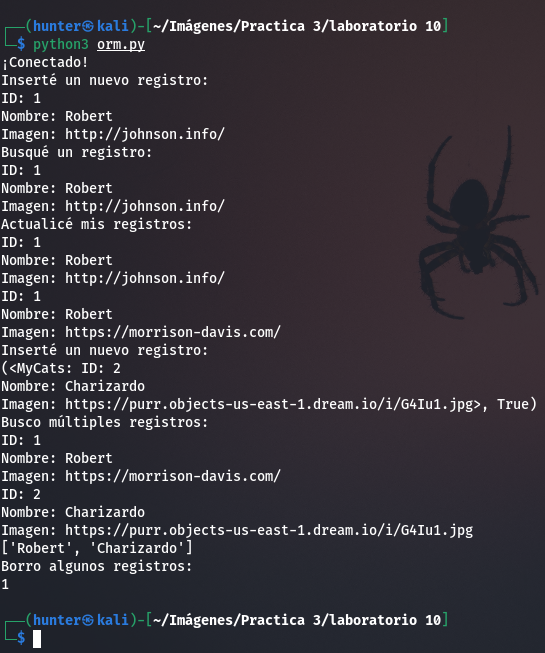 ┌──(hunter㉿kali)-[~/Imágenes/Practica 3/laboratorio 10]
└─$ python3 orm.py
¡Conectado!
Inserté un nuevo registro:
ID: 1
Nombre: Robert
Imagen: http://johnson.info/
Busqué un registro:
ID: 1
Nombre: Robert
Imagen: http://johnson.info/
Actualicé mis registros:
ID: 1
Nombre: Robert
Imagen: http://johnson.info/
ID: 1
Nombre: Robert
Imagen: https://morrison-davis.com/
Inserté un nuevo registro:
(<MyCats: ID: 2
Nombre: Charizardo
Imagen: https://purr.objects-us-east-1.dream.io/i/G4Iu1.jpg>, True)
Busco múltiples registros:
ID: 1
Nombre: Robert
Imagen: https://morrison-davis.com/
ID: 2
Nombre: Charizardo
Imagen: https://purr.objects-us-east-1.dream.io/i/G4Iu1.jpg
['Robert', 'Charizardo']
Borro algunos registros:
1
┌──(hunter㉿kali)-[~/Imágenes/Practica 3/laboratorio 10]
└─$